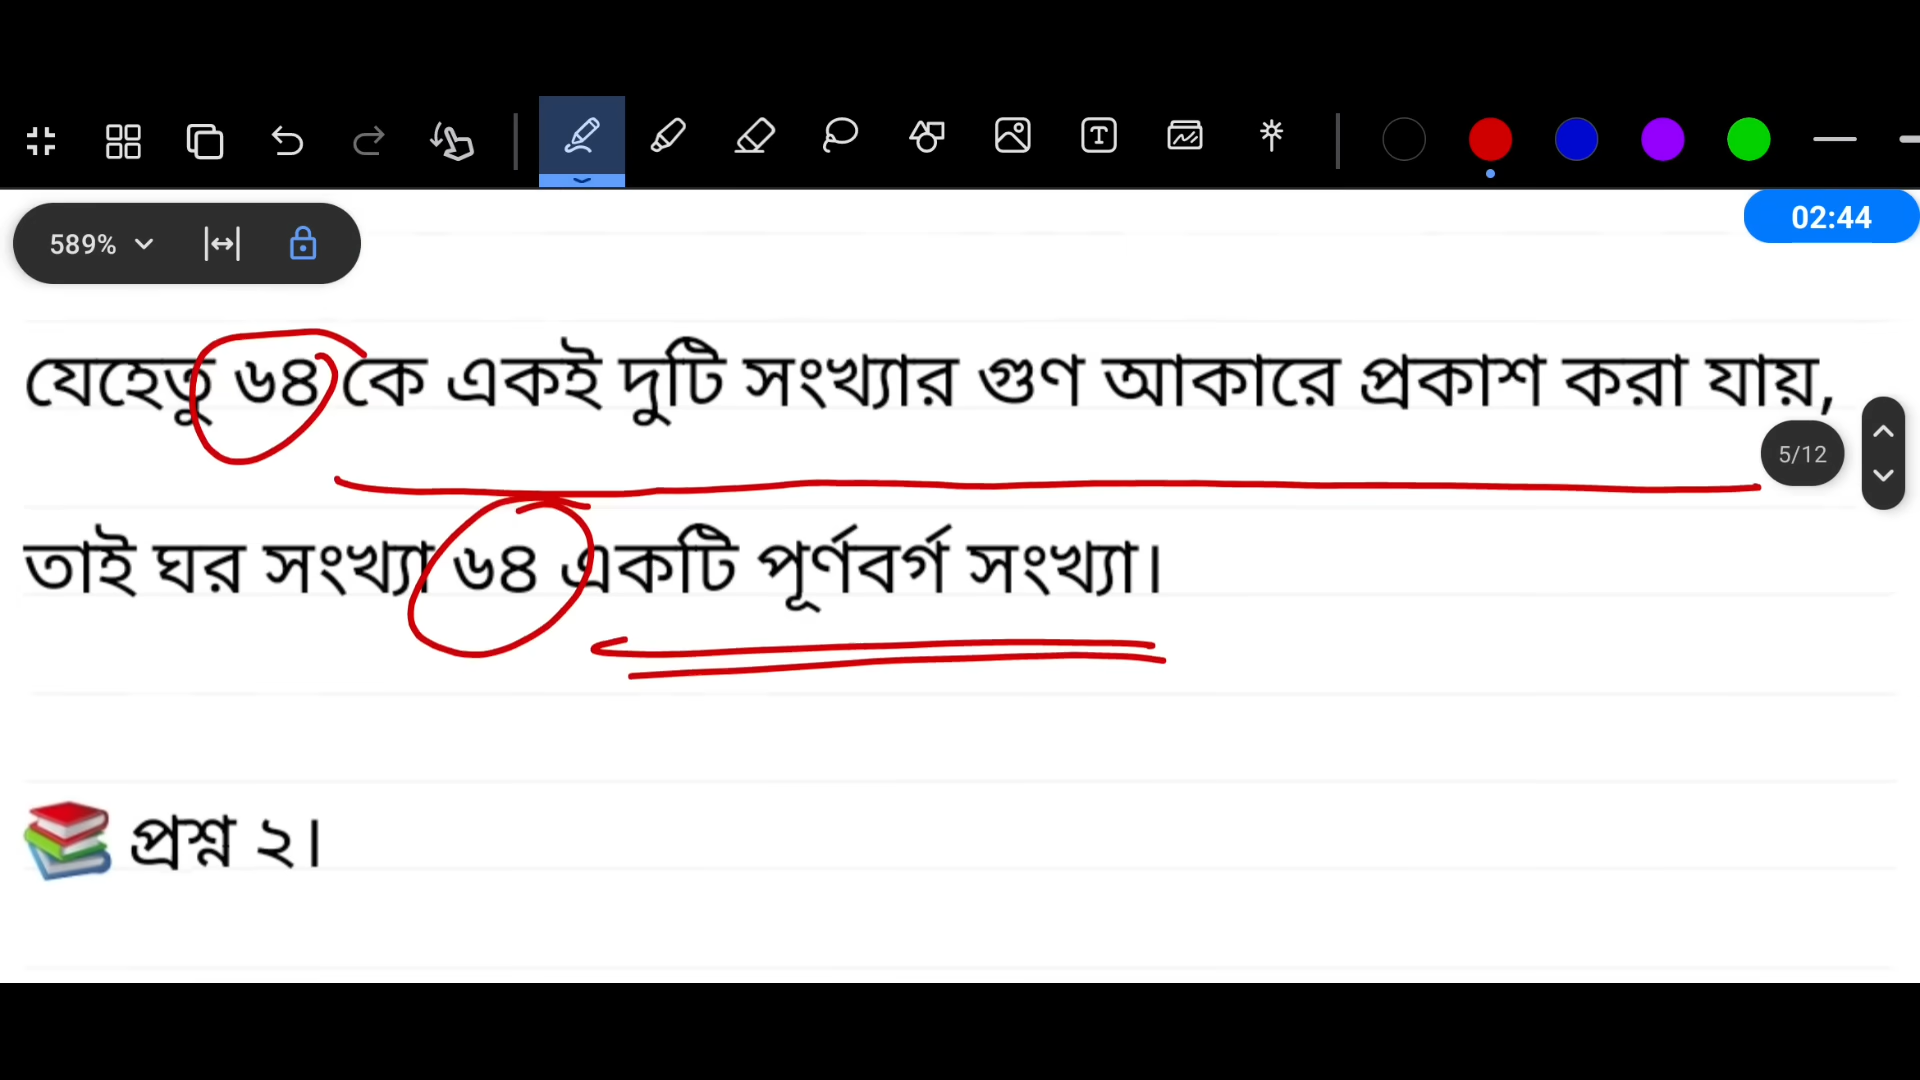 589%
02:44
যেহেতু ৬৪ কে একই দুটি সংখ্যার গুণ আকারে প্রকাশ করা যায়,
5/12
তাই ঘর সংখ্যা ৬৪ একটি পূর্ণবর্গ সংখ্যা।
প্রশ্ন ২।